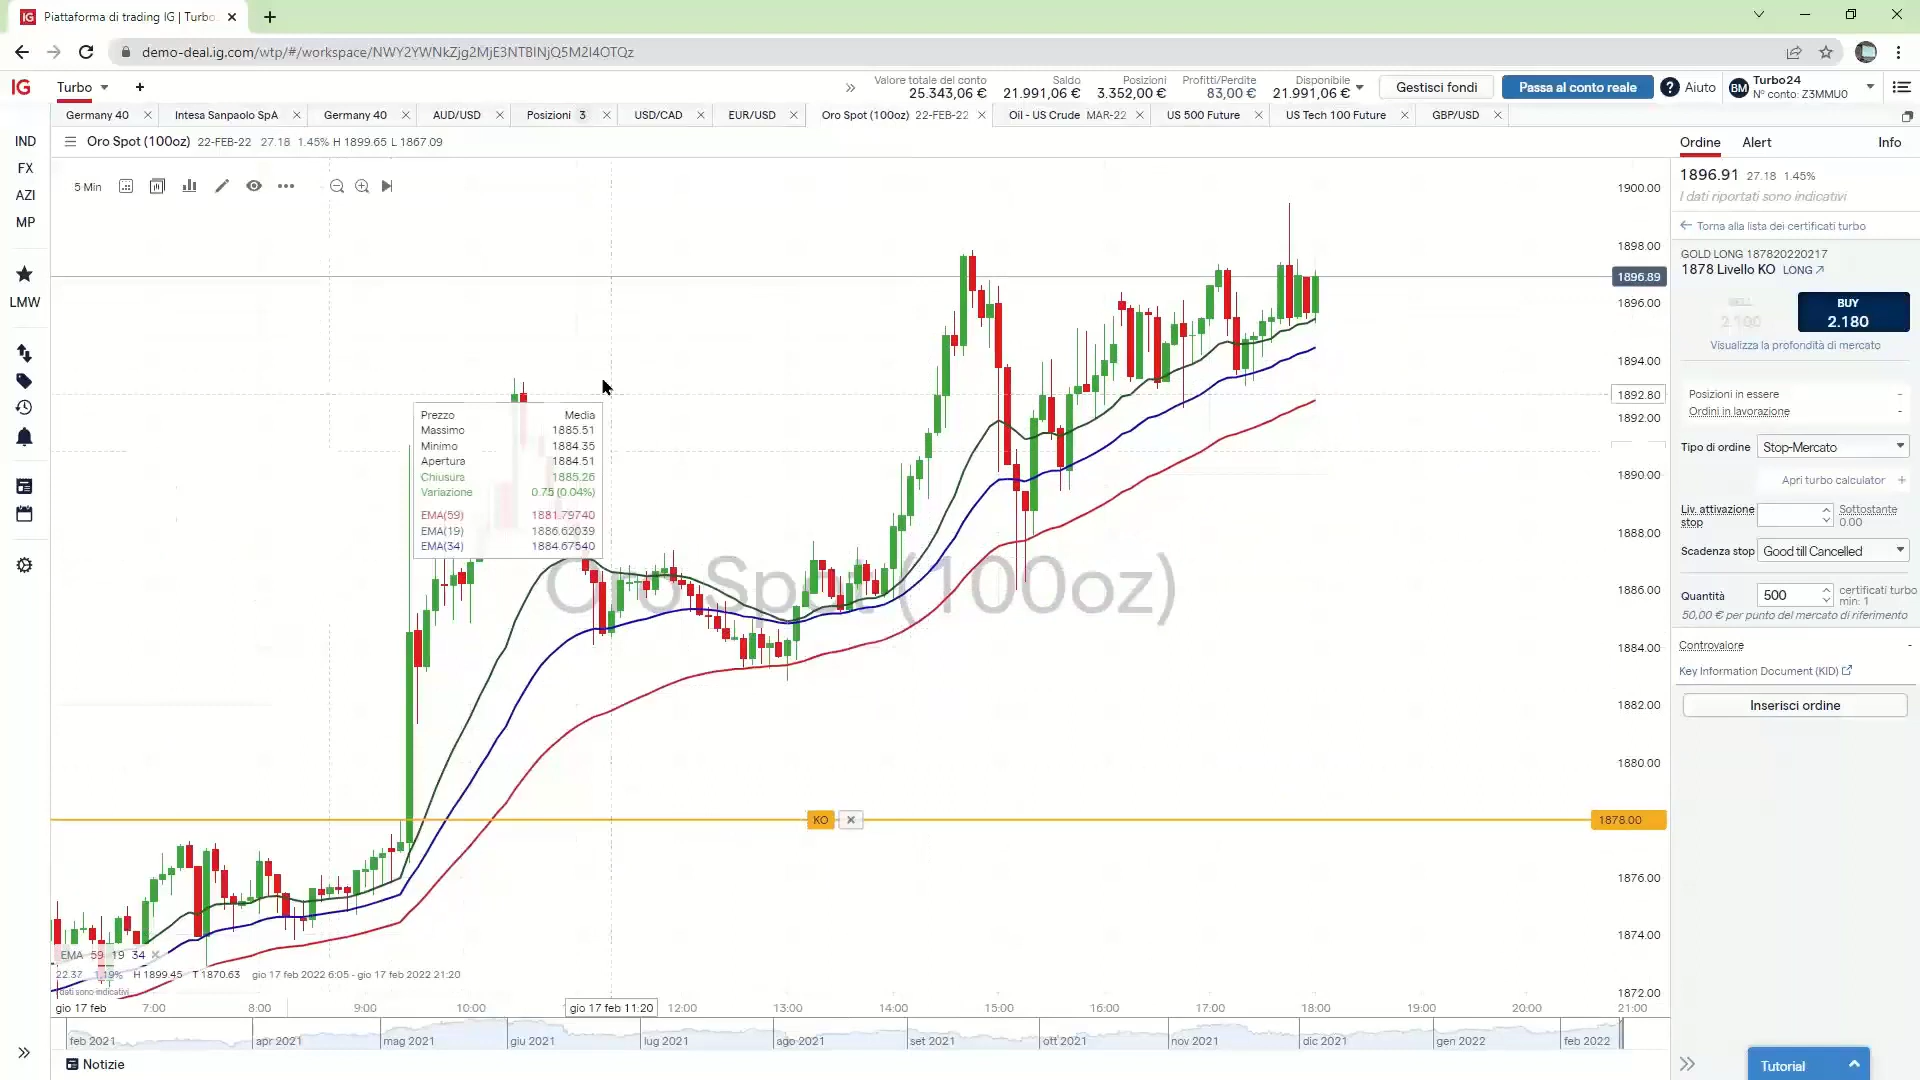 IG Piattaforma di trading IG | Turbo
demo-deal.ig.com/wtp/#/workspace/NWY2YWNkZjg2MjE3NTBlNjQ5M2I4OTQz
IG Turbo
Valore totale del conto 25.343,06 €
Saldo 21.991,06 €
Posizioni 3.352,00 €
Profitti/Perdite 83,00 €
Disponibile 21.991,06 €
Gestisci fondi
Passa al conto reale
Aiuto
BM Turbo24
N° conto: Z3MMU0
Germany 40
Intesa Sanpaolo SpA
Germany 40
AUD/USD
Posizioni 3
USD/CAD
EUR/USD
Oro Spot (100oz) 22-FEB-22
Oil - US Crude MAR-22
US 500 Future
US Tech 100 Future
GBP/USD
IND
FX
AZI
MP
LMW
Oro Spot (100oz) 22-FEB-22 27.18 1.45% H 1899.65 L 1867.09
5 Min
Prezzo Media
Massimo 1885.51
Minimo 1884.35
Apertura 1884.51
Chiusura 1885.26
Variazione 0.75 (0.04%)
EMA(59) 1881.79740
EMA(19) 1886.62039
EMA(34) 1884.67540
Oro Spot (100oz)
KO
1900.00
1898.00
1896.89
1896.00
1894.00
1892.80
1892.00
1890.00
1888.00
1886.00
1884.00
1882.00
1880.00
1878.00
1876.00
1874.00
1872.00
EMA 59 19 34
22.37 1.19% H 1899.45 T 1870.63 gio 17 feb 2022 6:05 - gio 17 feb 2022 21:20
dati sono indicativi
gio 17 feb 7:00 8:00 9:00 10:00 gio 17 feb 11:20 12:00 13:00 14:00 15:00 16:00 17:00 18:00 19:00 20:00 21:00
feb 2021 apr 2021 mag 2021 giu 2021 lug 2021 ago 2021 set 2021 ott 2021 nov 2021 dic 2021 gen 2022 feb 2022
Notizie
Ordine Alert Info
1896.91 27.18 1.45%
I dati riportati sono indicativi
Torna alla lista dei certificati turbo
GOLD LONG 187820220217
1878 Livello KO LONG
SELL
2.100
BUY
2.180
Visualizza la profondità di mercato
Posizioni in essere -
Ordini in lavorazione -
Tipo di ordine Stop-Mercato
Apri turbo calculator +
Liv. attivazione stop
Sottostante 0.00
Scadenza stop Good till Cancelled
Quantità 500 certificati turbo
min: 1
50,00 € per punto del mercato di riferimento
Controvalore -
Key Information Document (KID)
Inserisci ordine
Tutorial